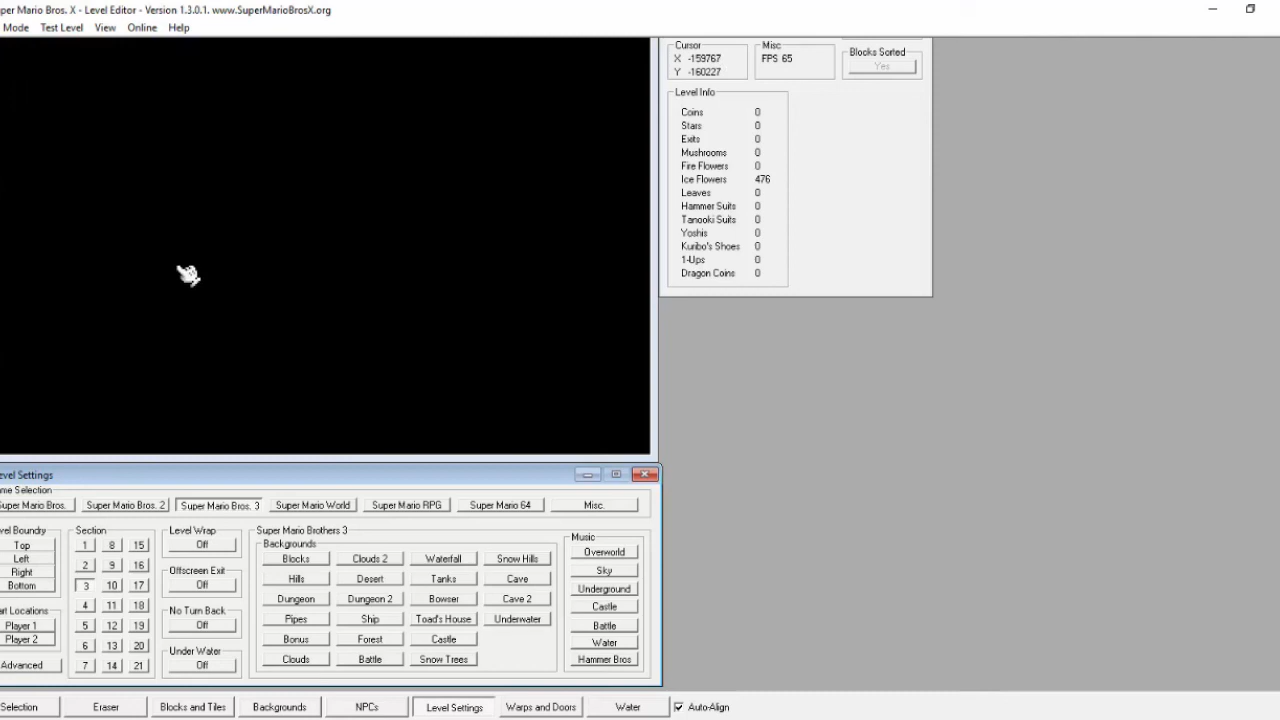 per Mario Bros. X - Level Editor - Version 1.3.0.1. www.SuperMarioBrosX.org
Mode Test Level View Online Help
Cursor
X -159767
Y -160227
Misc
FPS 65
Blocks Sorted
Yes
Level Info
Coins 0
Stars 0
Exits 0
Mushrooms 0
Fire Flowers 0
Ice Flowers 476
Leaves 0
Hammer Suits 0
Tanooki Suits 0
Yoshis 0
Kuribo's Shoes 0
1-Ups 0
Dragon Coins 0
evel Settings
ame Selection
Super Mario Bros. Super Mario Bros. 2 Super Mario Bros. 3 Super Mario World Super Mario RPG Super Mario 64 Misc.
evel Boundy
Top
Left
Right
Bottom
art Locations
Player 1
Player 2
Advanced
Section
1 8 15
2 9 16
3 10 17
4 11 18
5 12 19
6 13 20
7 14 21
Level Wrap
Off
Offscreen Exit
Off
No Turn Back
Off
Under Water
Off
Super Mario Brothers 3
Backgrounds
Blocks Clouds 2 Waterfall Snow Hills
Hills Desert Tanks Cave
Dungeon Dungeon 2 Bowser Cave 2
Pipes Ship Toad's House Underwater
Bonus Forest Castle
Clouds Battle Snow Trees
Music
Overworld
Sky
Underground
Castle
Battle
Water
Hammer Bros
Selection Eraser Blocks and Tiles Backgrounds NPCs Level Settings Warps and Doors Water Auto-Align